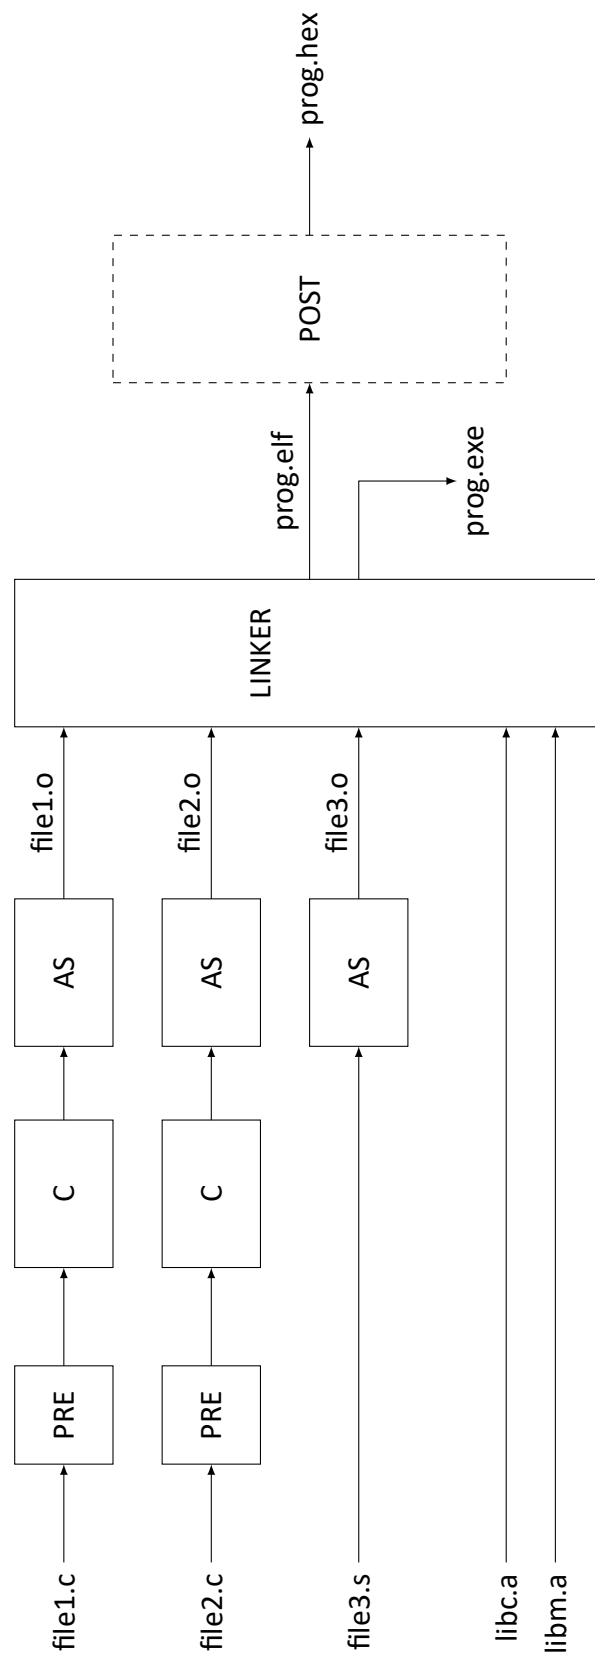 file1.c
PRE
C
AS
file1.o
file2.c
PRE
C
AS
file2.o
file3.s
AS
file3.o
libc.a
libm.a
LINKER
prog.elf
prog.exe
POST
prog.hex